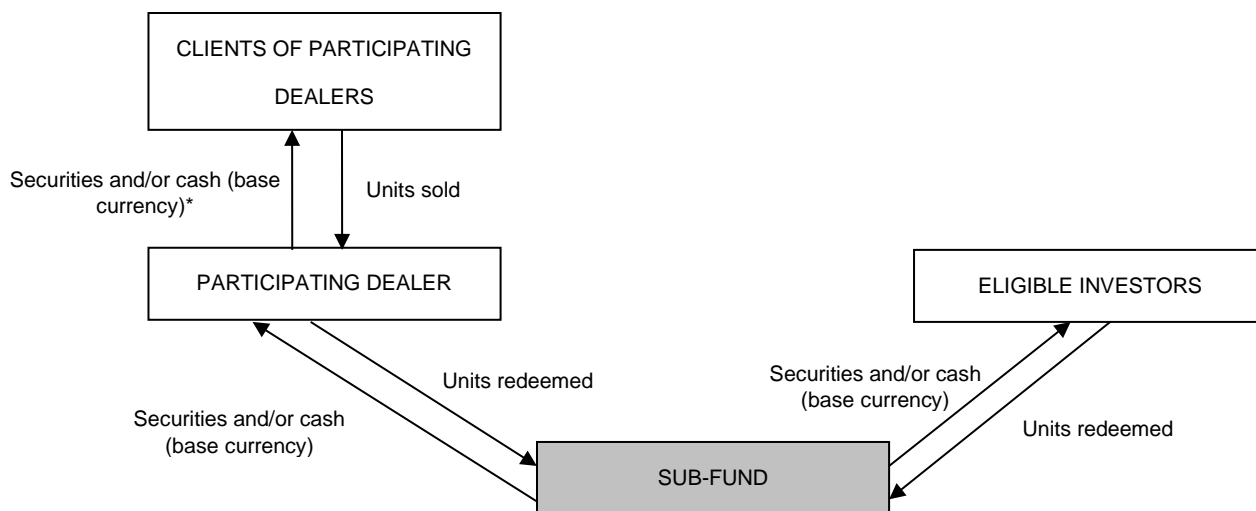 CLIENTS OF PARTICIPATING
DEALERS
Securities and/or cash (base
currency)*
Units sold
PARTICIPATING DEALER
ELIGIBLE INVESTORS
Units redeemed
Securities and/or cash
(base currency)
Securities and/or cash
(base currency)
Units redeemed
SUB-FUND